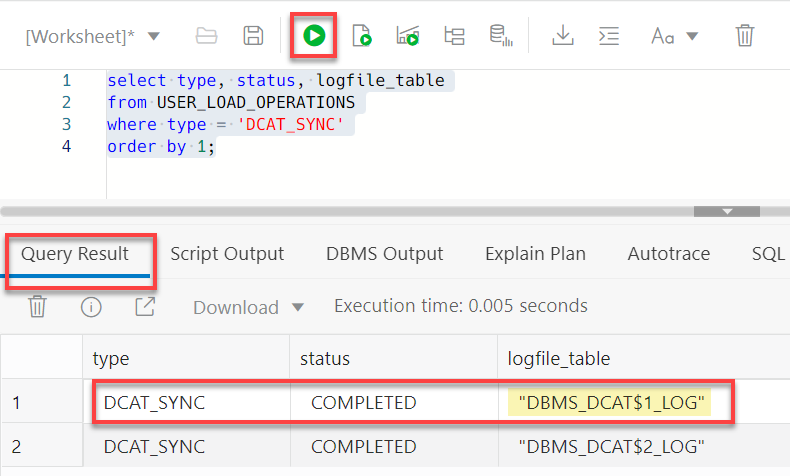 [Worksheet]* Aa
1 select type, status, logfile_table
2 from USER_LOAD_OPERATIONS
3 where type = 'DCAT_SYNC'
4 order by 1;
Query Result Script Output DBMS Output Explain Plan Autotrace SQL
Download Execution time: 0.005 seconds
type status logfile_table
1 DCAT_SYNC COMPLETED "DBMS_DCAT$1_LOG"
2 DCAT_SYNC COMPLETED "DBMS_DCAT$2_LOG"